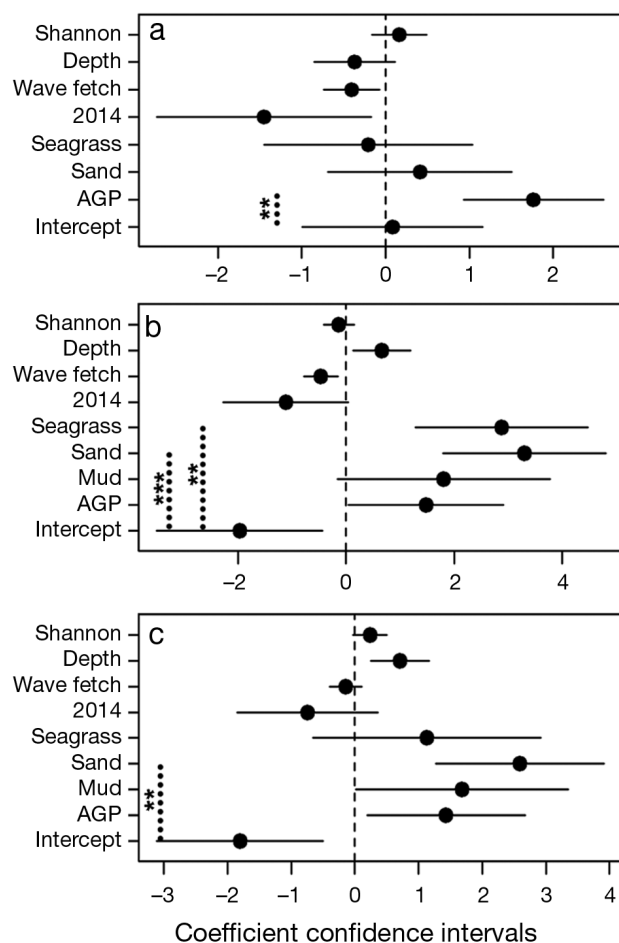 a
Shannon
Depth
Wave fetch
2014
Seagrass
Sand
AGP
Intercept
**
−2 −1 0 1 2
b
Shannon
Depth
Wave fetch
2014
Seagrass
Sand
Mud
AGP
Intercept
*** **
−2 0 2 4
c
Shannon
Depth
Wave fetch
2014
Seagrass
Sand
Mud
AGP
Intercept
**
−3 −2 −1 0 1 2 3 4
Coefficient confidence intervals